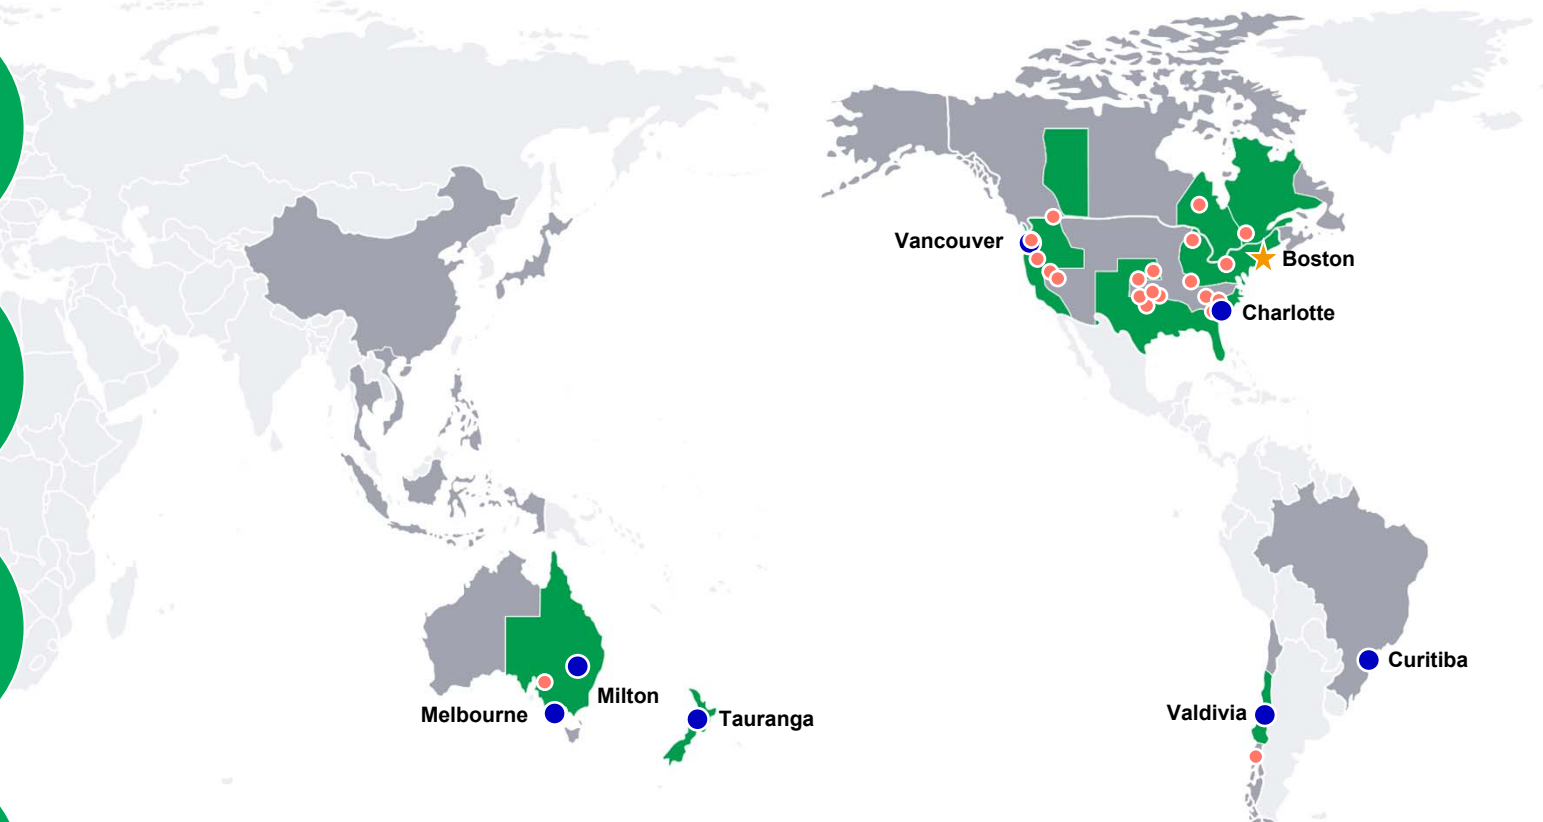 Vancouver
Boston
Charlotte
Curitiba
Milton
Valdivia
Melbourne
Tauranga